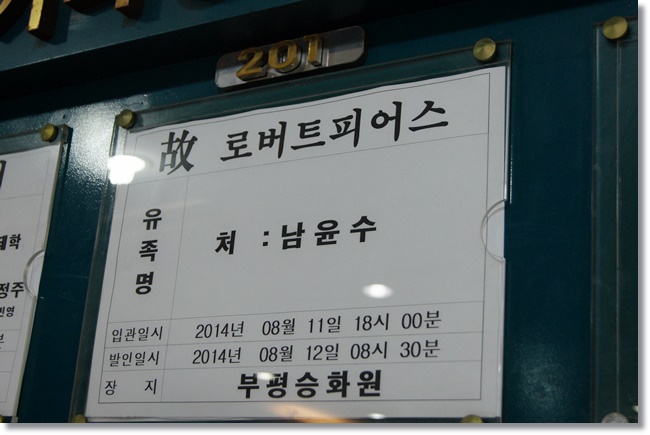 201
故 로버트피어스
유족명 처 : 남윤수
입관일시 2014년 08월 11일 18시 00분
발인일시 2014년 08월 12일 08시 30분
장 지 부평승화원
정주